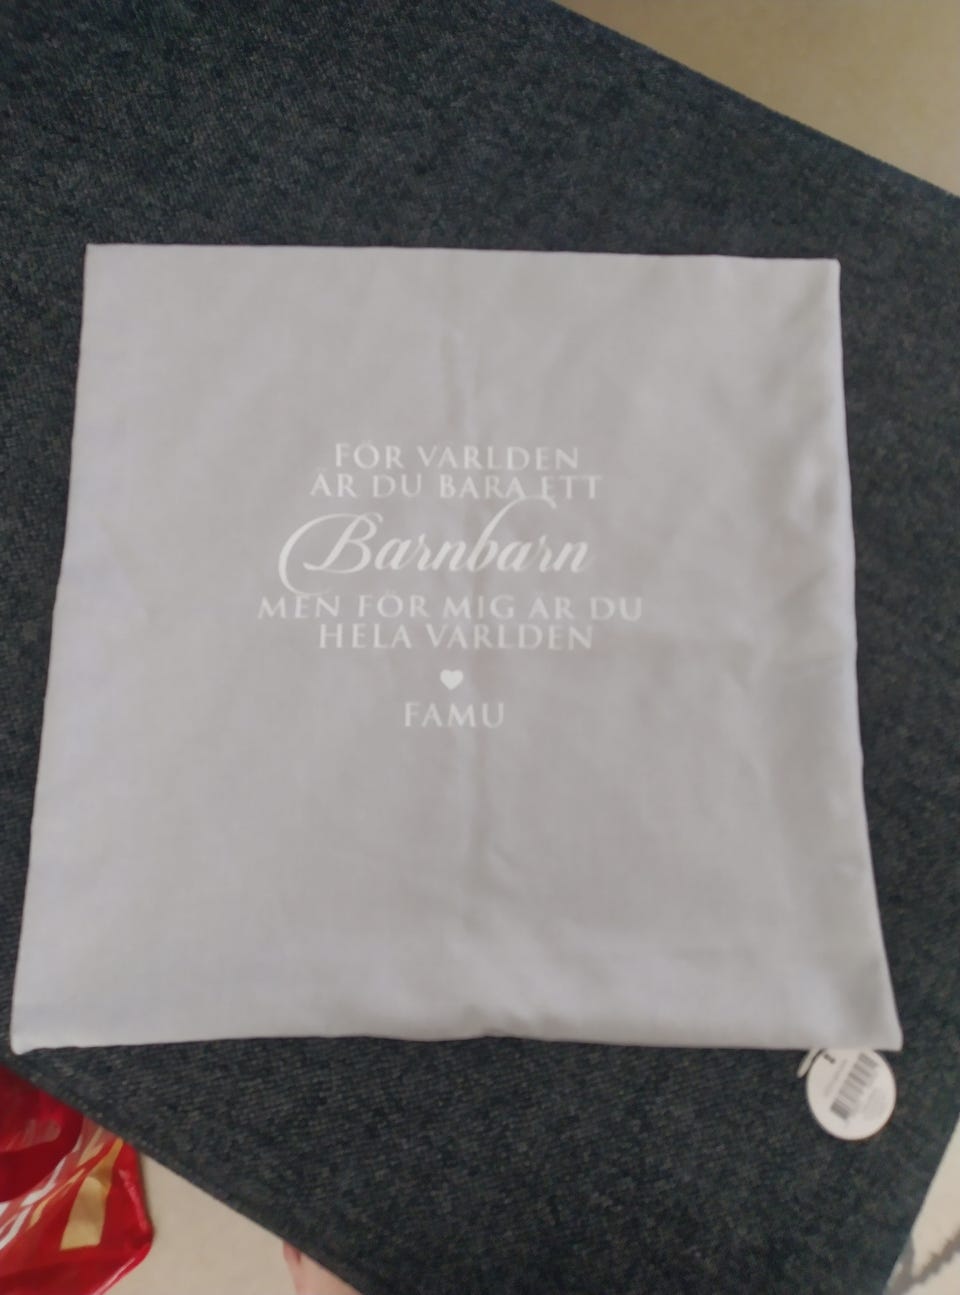 FÖR VÄRLDEN
ÄR DU BARA ETT
Barnbarn
MEN FÖR MIG ÄR DU
HELA VÄRLDEN
FAMU